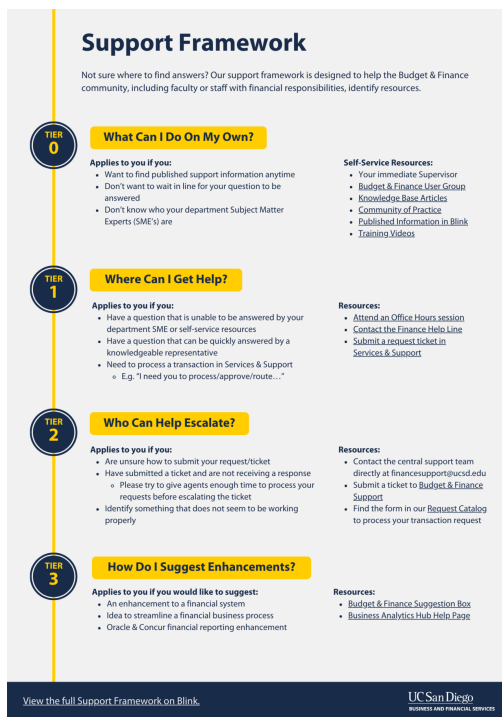 Support Framework
Not sure where to find answers? Our support framework is designed to help the Budget & Finance
community, including faculty or staff with financial responsibilities, identify resources.
TIER
0
What Can I Do On My Own?
Applies to you if you:
• Want to find published support information anytime
• Don't want to wait in line for your question to be
answered
• Don't know who your department Subject Matter
Experts (SME's) are
Self-Service Resources:
• Your immediate Supervisor
• Budget & Finance User Group
• Knowledge Base Articles
• Community of Practice
• Published Information in Blink
• Training Videos
TIER
1
Where Can I Get Help?
Applies to you if you:
• Have a question that is unable to be answered by your
department SME or self-service resources
• Have a question that can be quickly answered by a
knowledgeable representative
• Need to process a transaction in Services & Support
○ E.g. "I need you to process/approve/route…"
Resources:
• Attend an Office Hours session
• Contact the Finance Help Line
• Submit a request ticket in
Services & Support
TIER
2
Who Can Help Escalate?
Applies to you if you:
• Are unsure how to submit your request/ticket
• Have submitted a ticket and are not receiving a response
○ Please try to give agents enough time to process your
requests before escalating the ticket
• Identify something that does not seem to be working
properly
Resources:
• Contact the central support team
directly at financesupport@ucsd.edu
• Submit a ticket to Budget & Finance
Support
• Find the form in our Request Catalog
to process your transaction request
TIER
3
How Do I Suggest Enhancements?
Applies to you if you would like to suggest:
• An enhancement to a financial system
• Idea to streamline a financial business process
• Oracle & Concur financial reporting enhancement
Resources:
• Budget & Finance Suggestion Box
• Business Analytics Hub Help Page
View the full Support Framework on Blink.
UC San Diego
BUSINESS AND FINANCIAL SERVICES